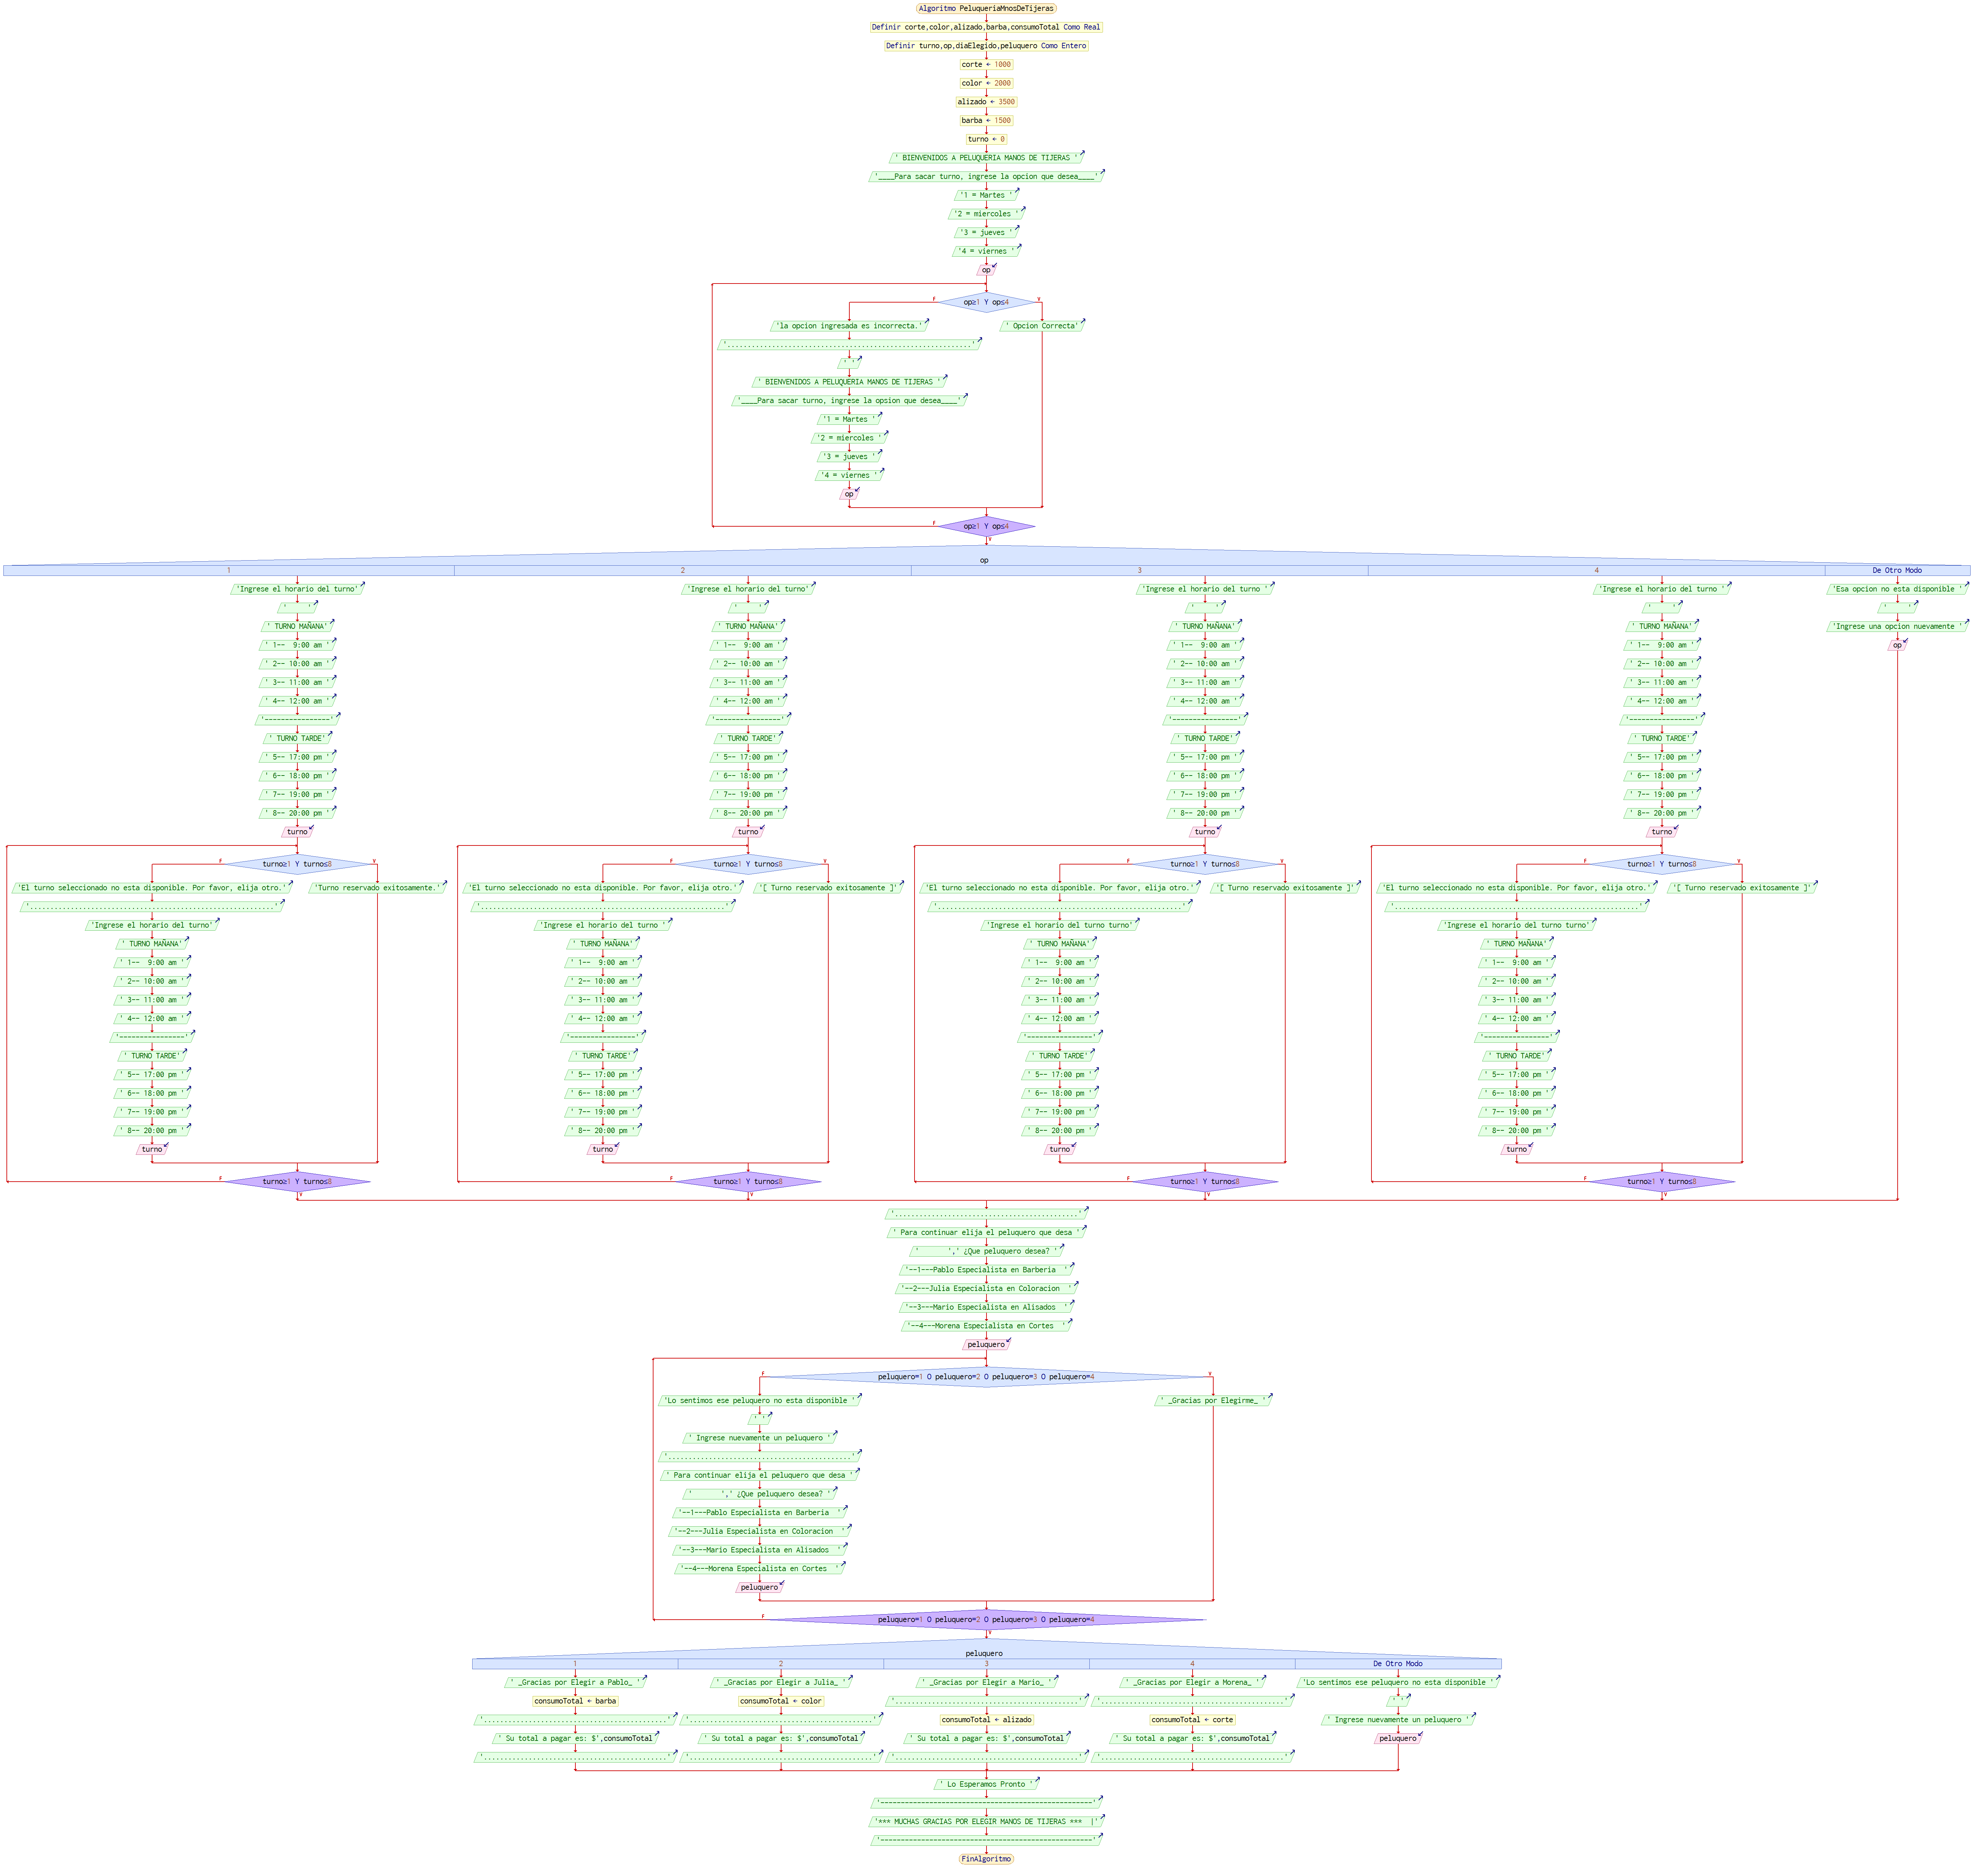 Algoritmo PeluqueriaMnosDeTijeras
Definir corte,color,alizado,barba,consumoTotal Como Real
Definir turno,op,diaElegido,peluquero Como Entero
corte ← 1000
color ← 2000
alizado ← 3500
barba ← 1500
turno ← 0
' BIENVENIDOS A PELUQUERIA MANOS DE TIJERAS '
'____Para sacar turno, ingrese la opcion que desea____'
'1 = Martes '
'2 = miercoles '
'3 = jueves '
'4 = viernes '
op
op≥1 Y op≤4
F
V
'la opcion ingresada es incorrecta.'
' Opcion Correcta'
'............................................................'
' '
' BIENVENIDOS A PELUQUERIA MANOS DE TIJERAS '
'____Para sacar turno, ingrese la opsion que desea____'
'1 = Martes '
'2 = miercoles '
'3 = jueves '
'4 = viernes '
op
F
op≥1 Y op≤4
V
op
1
2
3
4
De Otro Modo
'Ingrese el horario del turno'
'     '
' TURNO MAÑANA'
' 1--  9:00 am '
' 2-- 10:00 am '
' 3-- 11:00 am '
' 4-- 12:00 am '
'----------------'
' TURNO TARDE'
' 5-- 17:00 pm '
' 6-- 18:00 pm '
' 7-- 19:00 pm '
' 8-- 20:00 pm '
turno
F
turno≥1 Y turno≤8
V
'El turno seleccionado no esta disponible. Por favor, elija otro.'
'Turno reservado exitosamente.'
'............................................................'
'Ingrese el horario del turno'
' TURNO MAÑANA'
' 1--  9:00 am '
' 2-- 10:00 am '
' 3-- 11:00 am '
' 4-- 12:00 am '
'----------------'
' TURNO TARDE'
' 5-- 17:00 pm '
' 6-- 18:00 pm '
' 7-- 19:00 pm '
' 8-- 20:00 pm '
turno
F
turno≥1 Y turno≤8
V
'Ingrese el horario del turno'
'     '
' TURNO MAÑANA'
' 1--  9:00 am '
' 2-- 10:00 am '
' 3-- 11:00 am '
' 4-- 12:00 am '
'----------------'
' TURNO TARDE'
' 5-- 17:00 pm '
' 6-- 18:00 pm '
' 7-- 19:00 pm '
' 8-- 20:00 pm '
turno
F
turno≥1 Y turno≤8
V
'El turno seleccionado no esta disponible. Por favor, elija otro.'
'[ Turno reservado exitosamente ]'
'............................................................'
'Ingrese el horario del turno '
' TURNO MAÑANA'
' 1--  9:00 am '
' 2-- 10:00 am '
' 3-- 11:00 am '
' 4-- 12:00 am '
'----------------'
' TURNO TARDE'
' 5-- 17:00 pm '
' 6-- 18:00 pm '
' 7-- 19:00 pm '
' 8-- 20:00 pm '
turno
F
turno≥1 Y turno≤8
V
'Ingrese el horario del turno '
'     '
' TURNO MAÑANA'
' 1--  9:00 am '
' 2-- 10:00 am '
' 3-- 11:00 am '
' 4-- 12:00 am '
'----------------'
' TURNO TARDE'
' 5-- 17:00 pm '
' 6-- 18:00 pm '
' 7-- 19:00 pm '
' 8-- 20:00 pm '
turno
F
turno≥1 Y turno≤8
V
'El turno seleccionado no esta disponible. Por favor, elija otro.'
'[ Turno reservado exitosamente ]'
'............................................................'
'Ingrese el horario del turno turno'
' TURNO MAÑANA'
' 1--  9:00 am '
' 2-- 10:00 am '
' 3-- 11:00 am '
' 4-- 12:00 am '
'----------------'
' TURNO TARDE'
' 5-- 17:00 pm '
' 6-- 18:00 pm '
' 7-- 19:00 pm '
' 8-- 20:00 pm '
turno
F
turno≥1 Y turno≤8
V
'Ingrese el horario del turno '
'     '
' TURNO MAÑANA'
' 1--  9:00 am '
' 2-- 10:00 am '
' 3-- 11:00 am '
' 4-- 12:00 am '
'----------------'
' TURNO TARDE'
' 5-- 17:00 pm '
' 6-- 18:00 pm '
' 7-- 19:00 pm '
' 8-- 20:00 pm '
turno
F
turno≥1 Y turno≤8
V
'El turno seleccionado no esta disponible. Por favor, elija otro.'
'[ Turno reservado exitosamente ]'
'............................................................'
'Ingrese el horario del turno turno'
' TURNO MAÑANA'
' 1--  9:00 am '
' 2-- 10:00 am '
' 3-- 11:00 am '
' 4-- 12:00 am '
'----------------'
' TURNO TARDE'
' 5-- 17:00 pm '
' 6-- 18:00 pm '
' 7-- 19:00 pm '
' 8-- 20:00 pm '
turno
F
turno≥1 Y turno≤8
V
'Esa opcion no esta disponible '
'     '
'Ingrese una opcion nuevamente '
op
'.............................................'
' Para continuar elija el peluquero que desa '
'       ',' ¿Que peluquero desea? '
'--1---Pablo Especialista en Barberia  '
'--2---Julia Especialista en Coloracion  '
'--3---Mario Especialista en Alisados  '
'--4---Morena Especialista en Cortes  '
peluquero
F
peluquero=1 O peluquero=2 O peluquero=3 O peluquero=4
V
'Lo sentimos ese peluquero no esta disponible '
' _Gracias por Elegirme_ '
' '
' Ingrese nuevamente un peluquero '
'.............................................'
' Para continuar elija el peluquero que desa '
'       ',' ¿Que peluquero desea? '
'--1---Pablo Especialista en Barberia  '
'--2---Julia Especialista en Coloracion  '
'--3---Mario Especialista en Alisados  '
'--4---Morena Especialista en Cortes  '
peluquero
F
peluquero=1 O peluquero=2 O peluquero=3 O peluquero=4
V
peluquero
1
2
3
4
De Otro Modo
' _Gracias por Elegir a Pablo_ '
consumoTotal ← barba
'.............................................'
' Su total a pagar es: $',consumoTotal
'.............................................'
' _Gracias por Elegir a Julia_ '
consumoTotal ← color
'.............................................'
' Su total a pagar es: $',consumoTotal
'.............................................'
' _Gracias por Elegir a Mario_ '
'.............................................'
consumoTotal ← alizado
' Su total a pagar es: $',consumoTotal
'.............................................'
' _Gracias por Elegir a Morena_ '
'.............................................'
consumoTotal ← corte
' Su total a pagar es: $',consumoTotal
'.............................................'
'Lo sentimos ese peluquero no esta disponible '
' '
' Ingrese nuevamente un peluquero '
peluquero
' Lo Esperamos Pronto '
'----------------------------------------------------'
'*** MUCHAS GRACIAS POR ELEGIR MANOS DE TIJERAS ***  |'
'----------------------------------------------------'
FinAlgoritmo